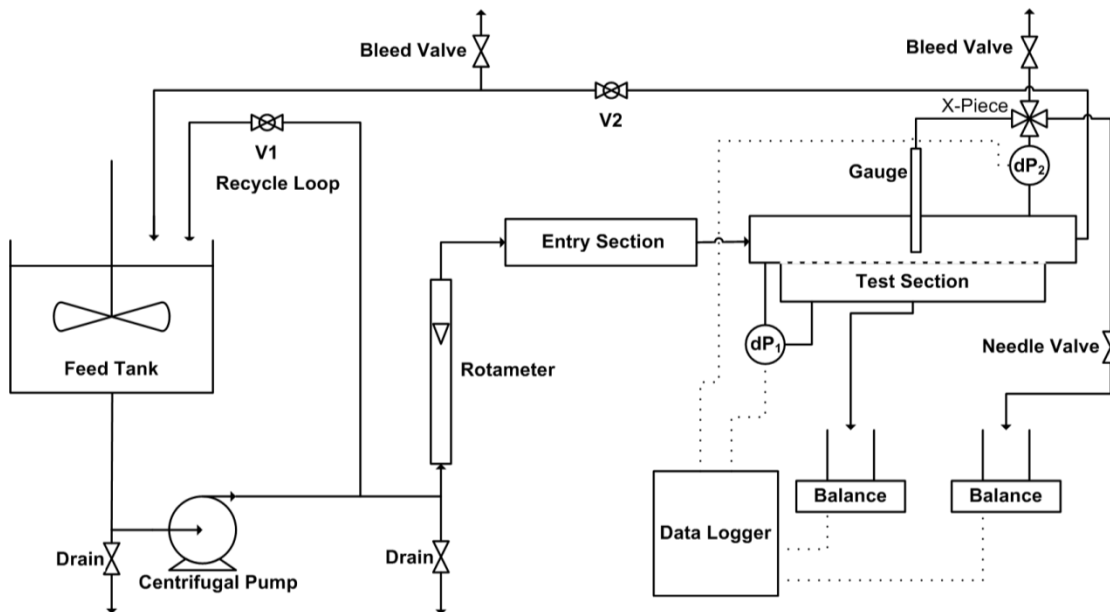 Bleed Valve
Bleed Valve
V2
X-Piece
V1
Recycle Loop
Gauge
dP₂
Entry Section
Test Section
Feed Tank
Rotameter
dP₁
Needle Valve
Balance
Balance
Data Logger
Drain
Centrifugal Pump
Drain